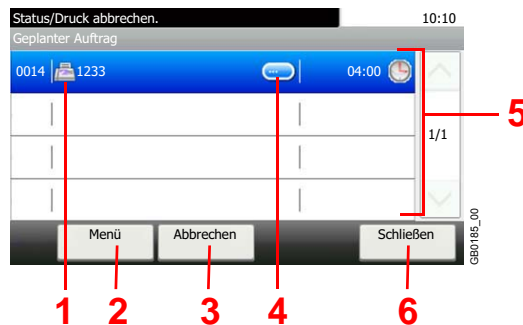 Status/Druck abbrechen. 10:10
Geplanter Auftrag
0014 1233 ... 04:00
5
1/1
Menü Abbrechen Schließen
GB0185_00
1 2 3 4 6